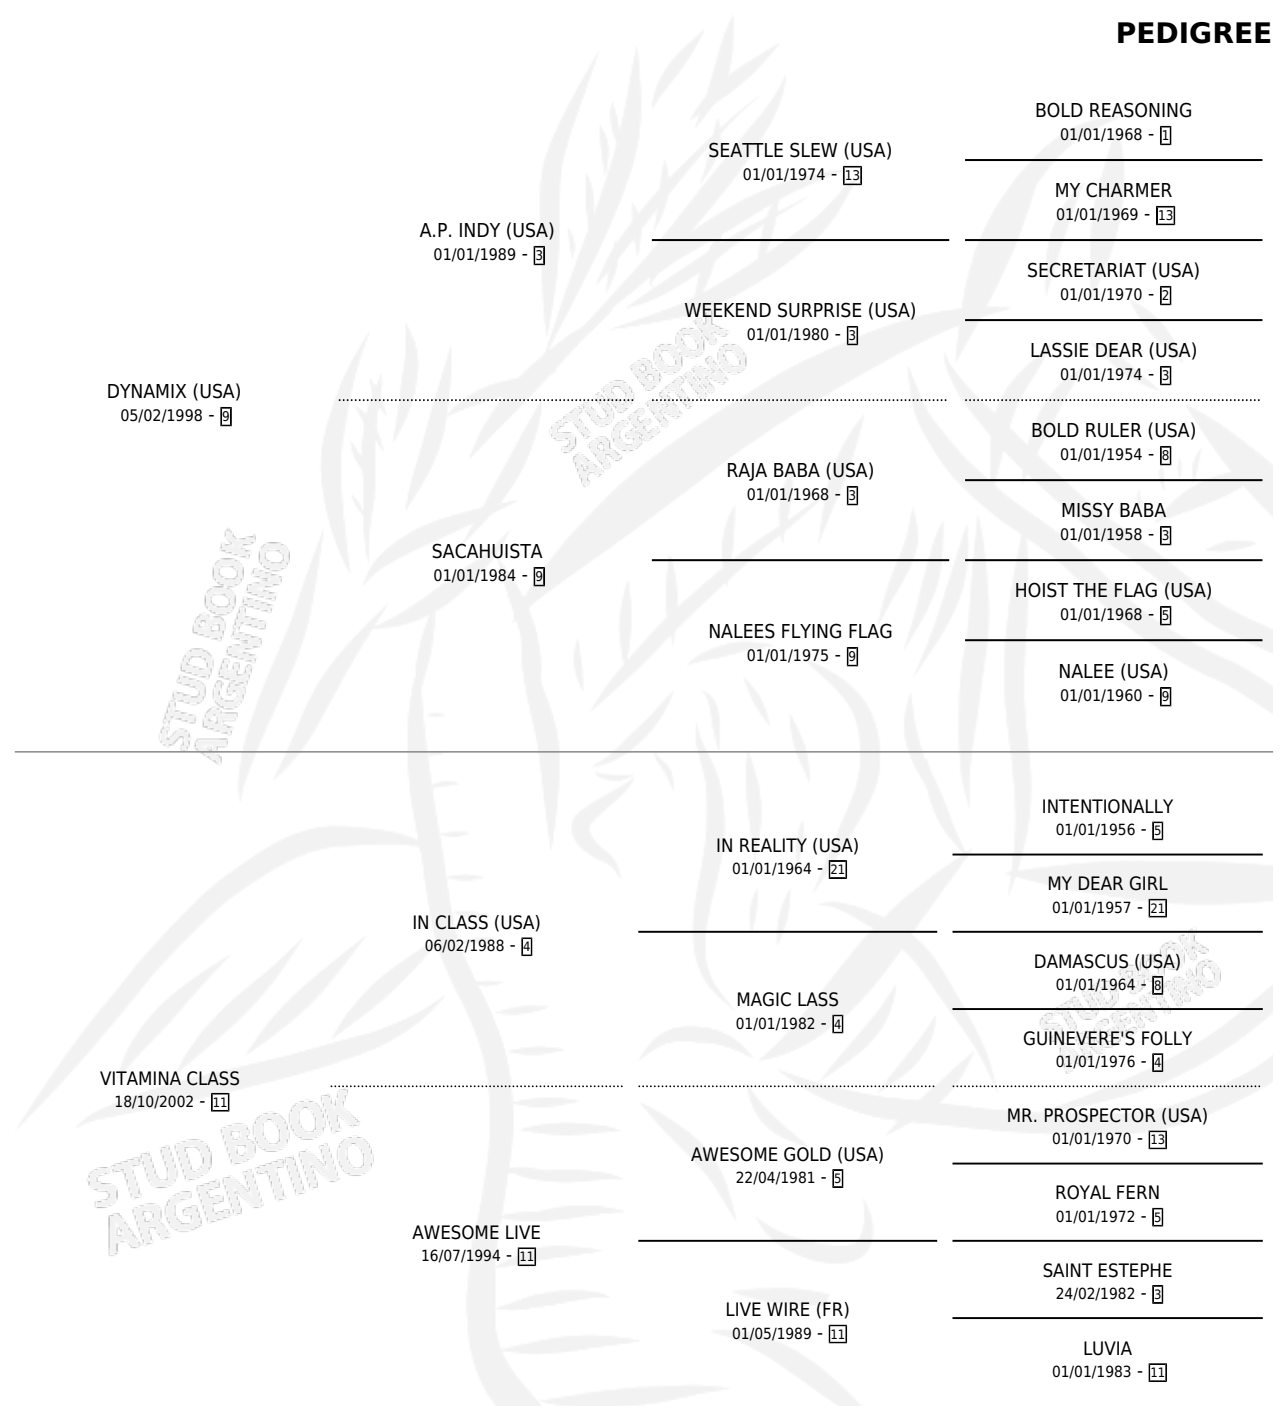 PEDIGREE
BOLD REASONING
01/01/1968 - 1
SEATTLE SLEW (USA)
01/01/1974 - 13
MY CHARMER
01/01/1969 - 13
A.P. INDY (USA)
01/01/1989 - 3
SECRETARIAT (USA)
01/01/1970 - 2
WEEKEND SURPRISE (USA)
01/01/1980 - 3
LASSIE DEAR (USA)
01/01/1974 - 3
DYNAMIX (USA)
05/02/1998 - 9
BOLD RULER (USA)
01/01/1954 - 8
RAJA BABA (USA)
01/01/1968 - 3
MISSY BABA
01/01/1958 - 3
SACAHUISTA
01/01/1984 - 9
HOIST THE FLAG (USA)
01/01/1968 - 5
NALEES FLYING FLAG
01/01/1975 - 9
NALEE (USA)
01/01/1960 - 9
INTENTIONALLY
01/01/1956 - 5
IN REALITY (USA)
01/01/1964 - 21
MY DEAR GIRL
01/01/1957 - 21
IN CLASS (USA)
06/02/1988 - 4
DAMASCUS (USA)
01/01/1964 - 8
MAGIC LASS
01/01/1982 - 4
GUINEVERE'S FOLLY
01/01/1976 - 4
VITAMINA CLASS
18/10/2002 - 11
MR. PROSPECTOR (USA)
01/01/1970 - 13
AWESOME GOLD (USA)
22/04/1981 - 5
ROYAL FERN
01/01/1972 - 5
AWESOME LIVE
16/07/1994 - 11
SAINT ESTEPHE
24/02/1982 - 3
LIVE WIRE (FR)
01/05/1989 - 11
LUVIA
01/01/1983 - 11
STUD BOOK
ARGENTINO
STUD BOOK
ARGENTINO
STUD BOOK
ARGENTINO
STUD BOOK
ARGENTINO